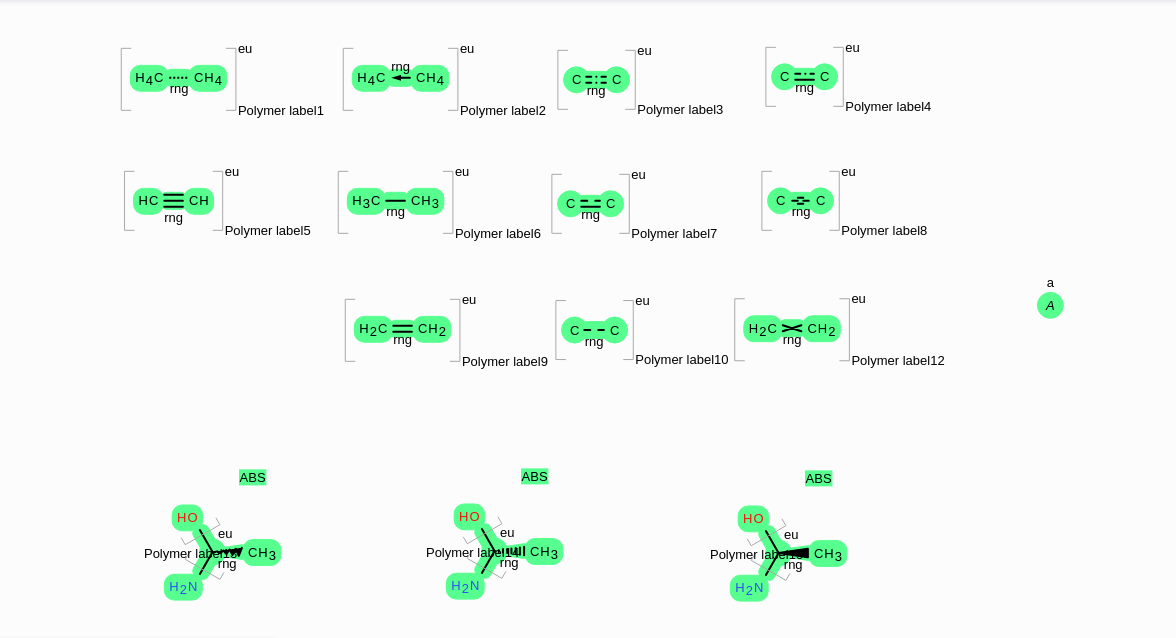 eu eu eu eu
H4C CH4 rng H4C rng CH4 C C rng C C rng
Polymer label1 Polymer label2 Polymer label3 Polymer label4
eu eu eu eu
HC CH rng H3C CH3 rng C C rng C C rng
Polymer label5 Polymer label6 Polymer label7 Polymer label8
a
A
eu eu eu
H2C CH2 rng C C rng H2C CH2 rng
Polymer label9 Polymer label10 Polymer label12
ABS ABS ABS
HO HO HO
eu eu eu
Polymer CH3 Polymer CH3 Polymer CH3
rng rng rng
H2N H2N H2N